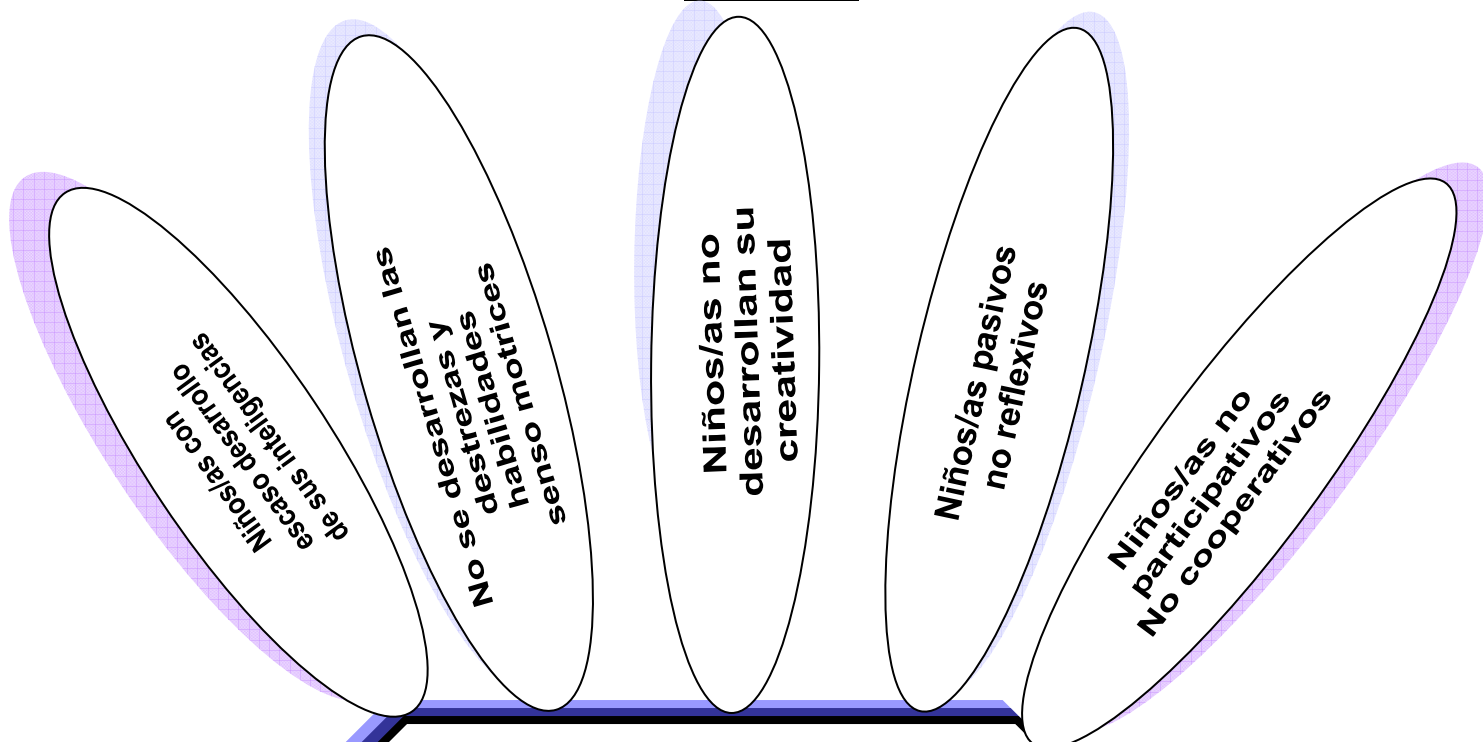 Niños/as con
escaso desarrollo
de sus inteligencias
No se desarrollan las
destrezas y
habilidades
senso motrices
Niños/as no
desarrollan su
creatividad
Niños/as pasivos
no reflexivos
Niños/as no
participativos
No cooperativos